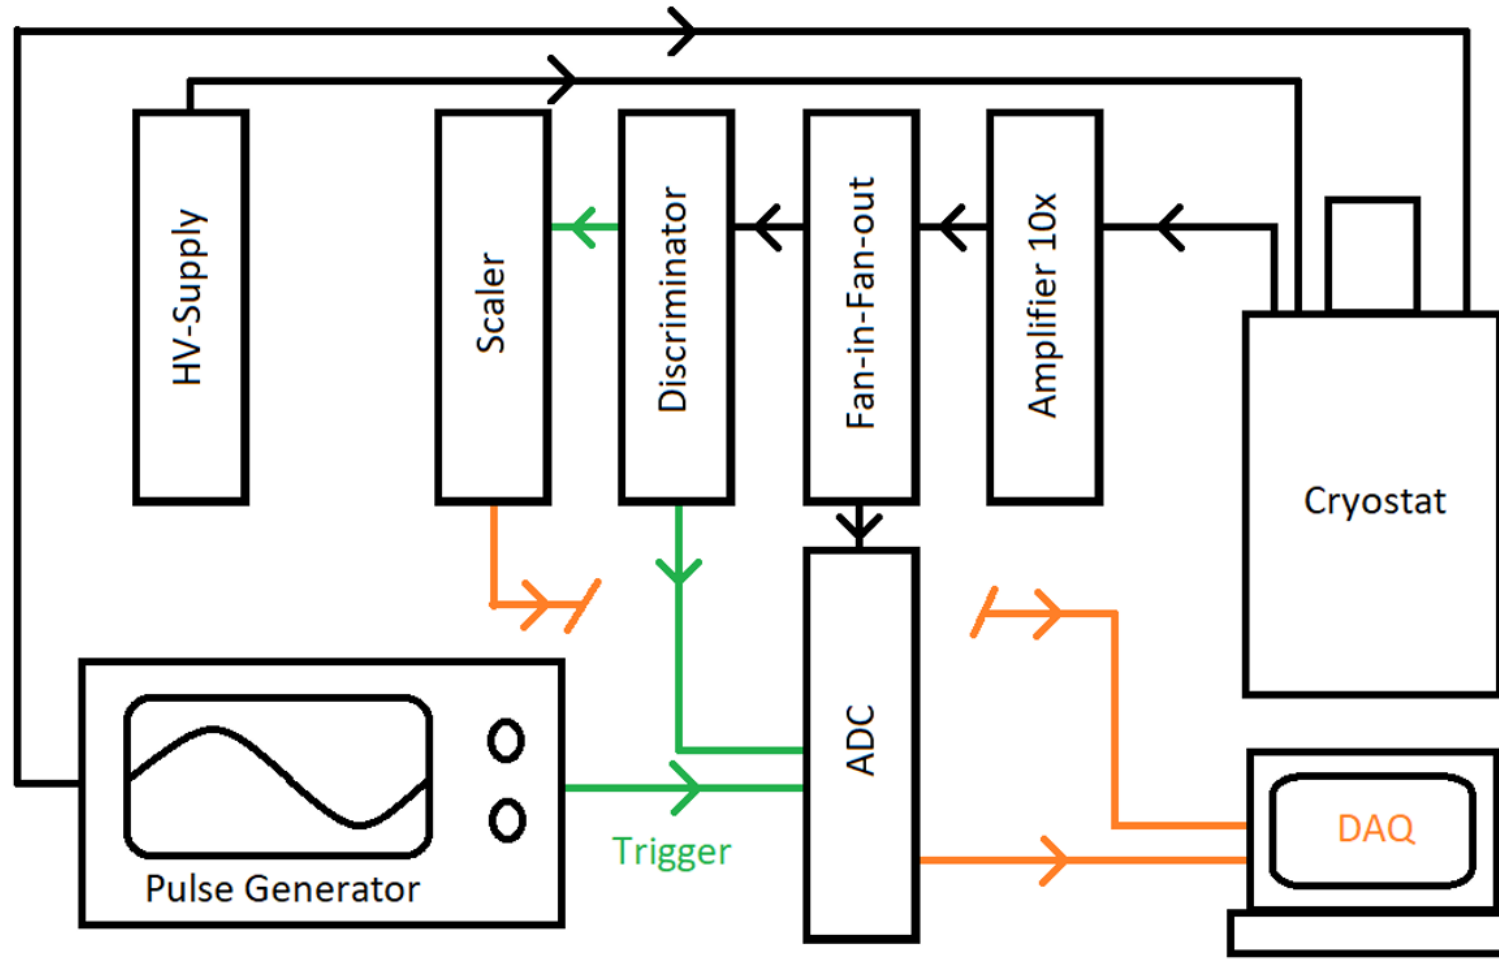 HV-Supply
Scaler
Discriminator
Fan-in-Fan-out
Amplifier 10x
Cryostat
ADC
DAQ
Trigger
Pulse Generator